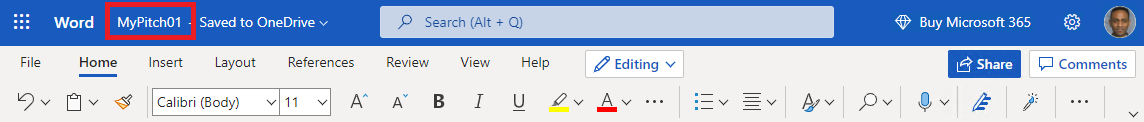 Word MyPitch01 - Saved to OneDrive Search (Alt + Q) Buy Microsoft 365
File Home Insert Layout References Review View Help Editing Share Comments
Calibri (Body) 11 A A B I U A A